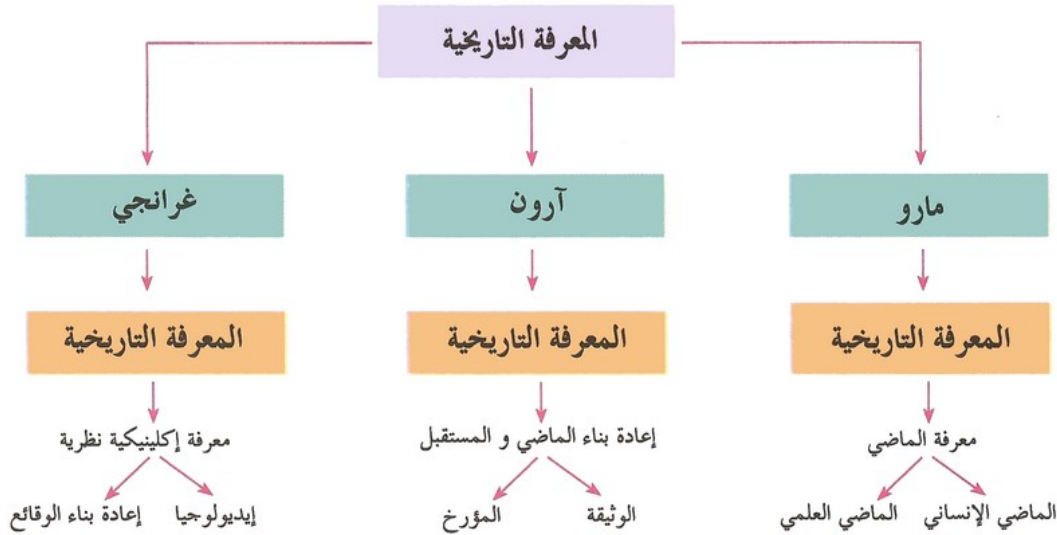 المعرفة التاريخية
مارو
آرون
غرانجي
المعرفة التاريخية
المعرفة التاريخية
المعرفة التاريخية
معرفة الماضي
إعادة بناء الماضي و المستقبل
معرفة إكلينيكية نظرية
الماضي الإنساني
الماضي العلمي
الوثيقة
المؤرخ
إيديولوجيا
إعادة بناء الوقائع